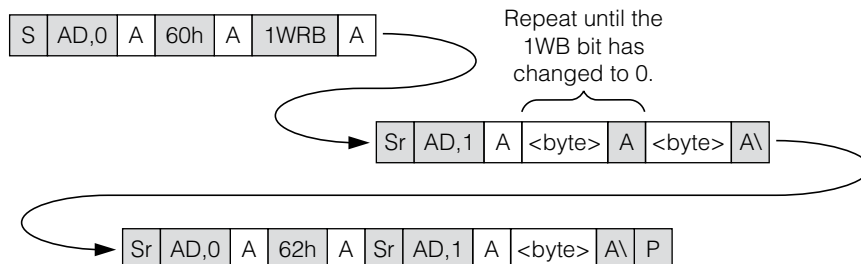 S AD,0 A 60h A 1WRB A
Repeat until the
1WB bit has
changed to 0.
Sr AD,1 A <byte> A <byte> A\
Sr AD,0 A 62h A Sr AD,1 A <byte> A\ P